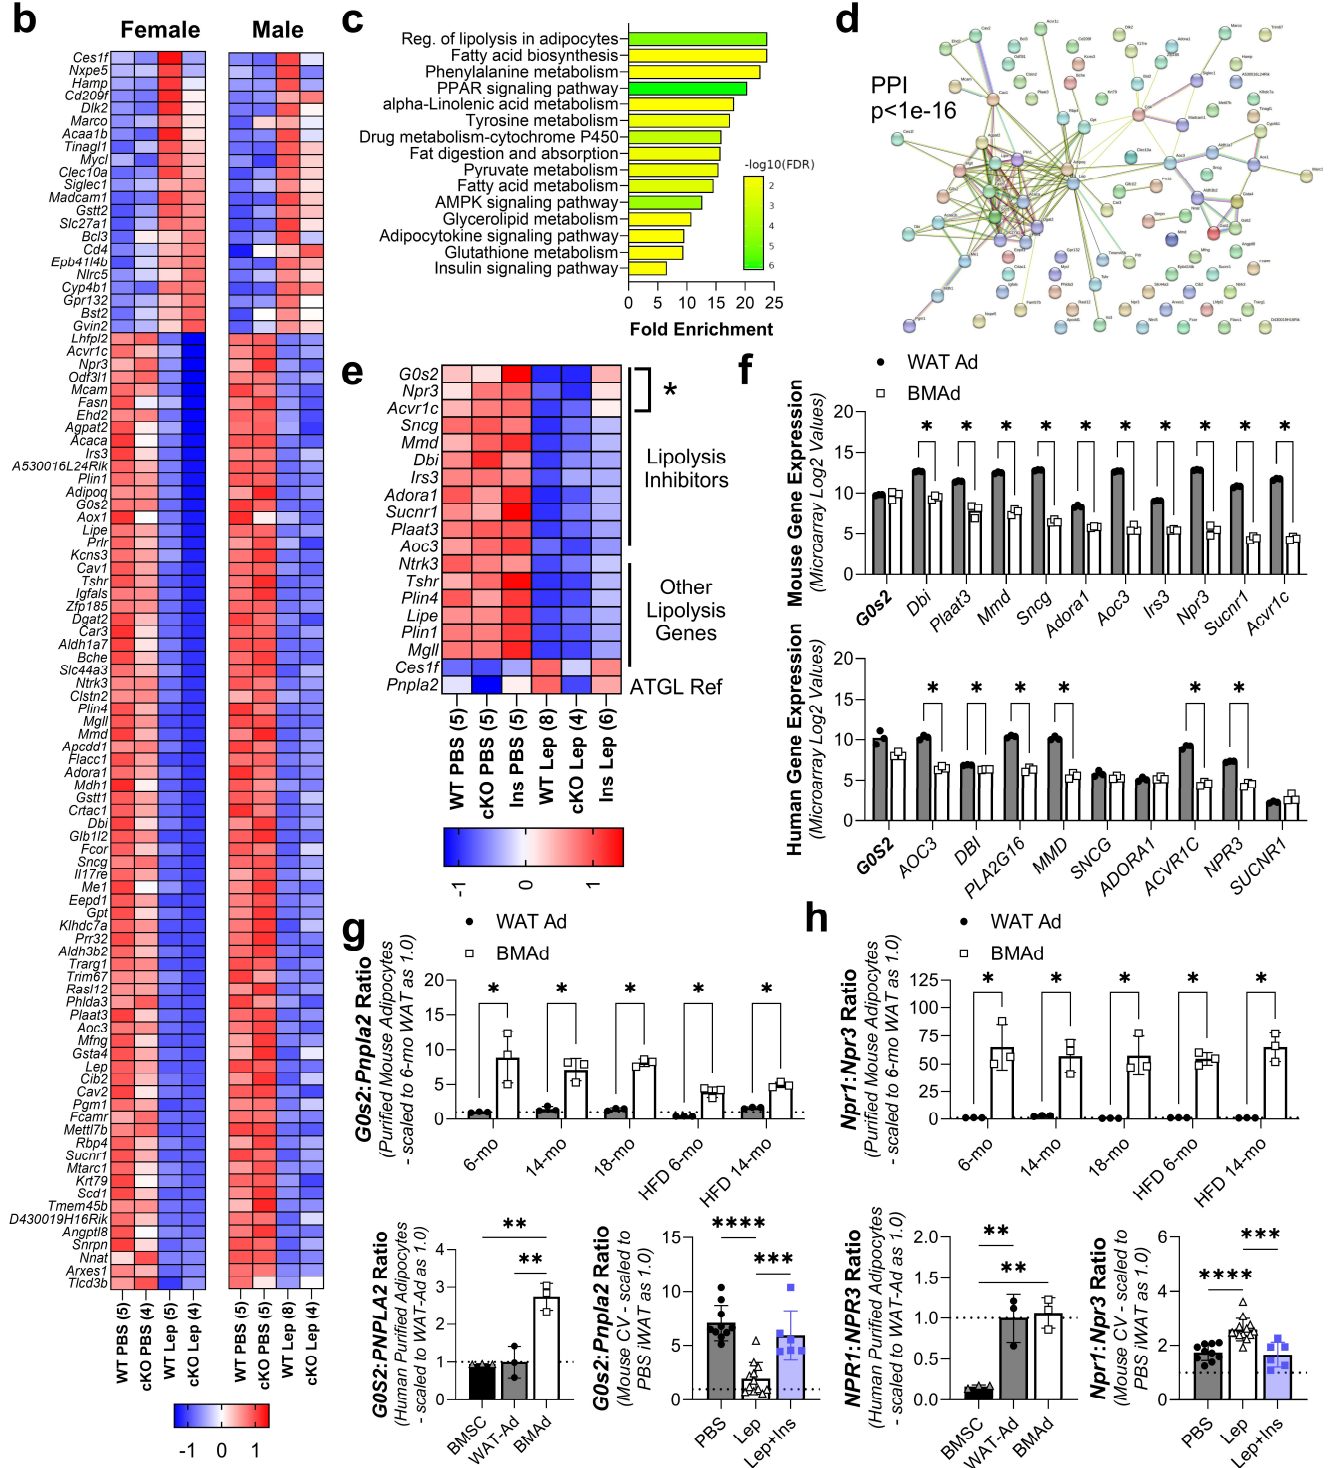 b
Female
Male
Ces1f
Nxpe5
Hamp
Cd209f
Dlk2
Marco
Acaa1b
Tinagl1
Mycl
Clec10a
Siglec1
Madcam1
Gstt2
Slc27a1
Bcl3
Cd4
Epb41l4b
Nlrc5
Cyp4b1
Gpr132
Bst2
Gvin2
Lhfpl2
Acvr1c
Npr3
Odf3l1
Mcam
Fasn
Ehd2
Agpat2
Acaca
Irs3
A530016L24Rik
Plin1
Adipoq
G0s2
Aox1
Lipe
Prlr
Kcns3
Cav1
Tshr
Igfals
Zfp185
Dgat2
Car3
Aldh1a7
Bche
Slc44a3
Ntrk3
Clstn2
Plin4
Mgll
Mmd
Apcdd1
Flacc1
Adora1
Mdh1
Gstt1
Crtac1
Dbi
Glb1l2
Fcor
Sncg
Il17re
Me1
Eepd1
Gpt
Klhdc7a
Prr32
Aldh3b2
Trarg1
Trim67
Rasl12
Phlda3
Plaat3
Aoc3
Mfng
Gsta4
Lep
Cib2
Cav2
Pgm1
Fcamr
Mettl7b
Rbp4
Sucnr1
Mtarc1
Krt79
Scd1
Tmem45b
D430019H16Rik
Angptl8
Snrpn
Nnat
Arxes1
Tlcd3b
WT PBS (5)
cKO PBS (4)
WT Lep (5)
cKO Lep (4)
WT PBS (5)
cKO PBS (5)
WT Lep (8)
cKO Lep (4)
-1 0 1
c
Reg. of lipolysis in adipocytes
Fatty acid biosynthesis
Phenylalanine metabolism
PPAR signaling pathway
alpha-Linolenic acid metabolism
Tyrosine metabolism
Drug metabolism-cytochrome P450
Fat digestion and absorption
Pyruvate metabolism
Fatty acid metabolism
AMPK signaling pathway
Glycerolipid metabolism
Adipocytokine signaling pathway
Glutathione metabolism
Insulin signaling pathway
0 5 10 15 20 25
Fold Enrichment
-log10(FDR)
2
3
4
5
6
d
PPI
p<1e-16
e
G0s2
Npr3
Acvr1c
Sncg
Mmd
Dbi
Irs3
Adora1
Sucnr1
Plaat3
Aoc3
Ntrk3
Tshr
Plin4
Lipe
Plin1
Mgll
Ces1f
Pnpla2
*
Lipolysis
Inhibitors
Other
Lipolysis
Genes
ATGL Ref
WT PBS (5)
cKO PBS (5)
Ins PBS (5)
WT Lep (8)
cKO Lep (4)
Ins Lep (6)
-1 0 1
f
WAT Ad
BMAd
Mouse Gene Expression
(Microarray Log2 Values)
20
15
10
5
0
* * * * * * * * * *
G0s2 Dbi Plaat3 Mmd Sncg Adora1 Aoc3 Irs3 Npr3 Sucnr1 Acvr1c
Human Gene Expression
(Microarray Log2 Values)
20
15
10
5
0
* * * * * *
G0S2 AOC3 DBI PLA2G16 MMD SNCG ADORA1 ACVR1C NPR3 SUCNR1
g
WAT Ad
BMAd
G0s2:Pnpla2 Ratio
(Purified Mouse Adipocytes
- scaled to 6-mo WAT as 1.0)
20
15
10
5
0
* * * * *
6-mo 14-mo 18-mo HFD 6-mo HFD 14-mo
G0S2:PNPLA2 Ratio
(Human Purified Adipocytes
- scaled to WAT-Ad as 1.0)
4
3
2
1
0
**
**
BMSC WAT-Ad BMAd
G0s2:Pnpla2 Ratio
(Mouse CV - scaled to
PBS iWAT as 1.0)
15
10
5
0
****
***
PBS Lep Lep+Ins
h
WAT Ad
BMAd
Npr1:Npr3 Ratio
(Purified Mouse Adipocytes
- scaled to 6-mo WAT as 1.0)
125
100
75
50
25
0
* * * * *
6-mo 14-mo 18-mo HFD 6-mo HFD 14-mo
NPR1:NPR3 Ratio
(Human Purified Adipocytes
- scaled to WAT-Ad as 1.0)
2.0
1.5
1.0
0.5
0.0
**
**
BMSC WAT-Ad BMAd
Npr1:Npr3 Ratio
(Mouse CV - scaled to
PBS iWAT as 1.0)
6
4
2
0
***
****
PBS Lep Lep+Ins